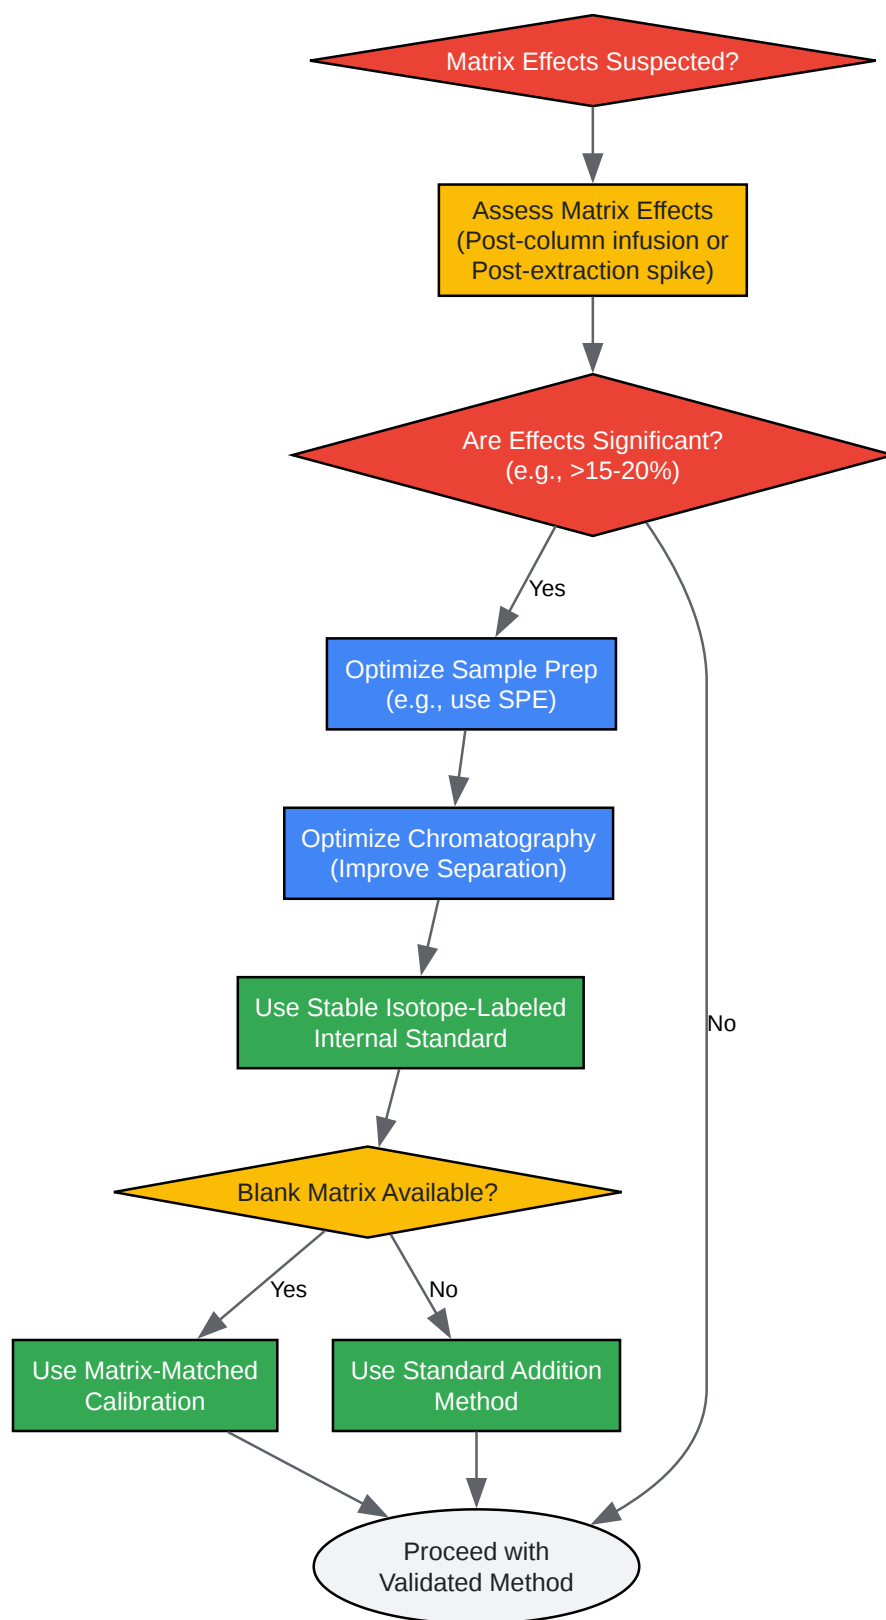 Matrix Effects Suspected?
Assess Matrix Effects
(Post-column infusion or
Post-extraction spike)
Are Effects Significant?
(e.g., >15-20%)
Yes
Optimize Sample Prep
(e.g., use SPE)
Optimize Chromatography
(Improve Separation)
Use Stable Isotope-Labeled
Internal Standard
No
Blank Matrix Available?
Yes
No
Use Matrix-Matched
Calibration
Use Standard Addition
Method
Proceed with
Validated Method